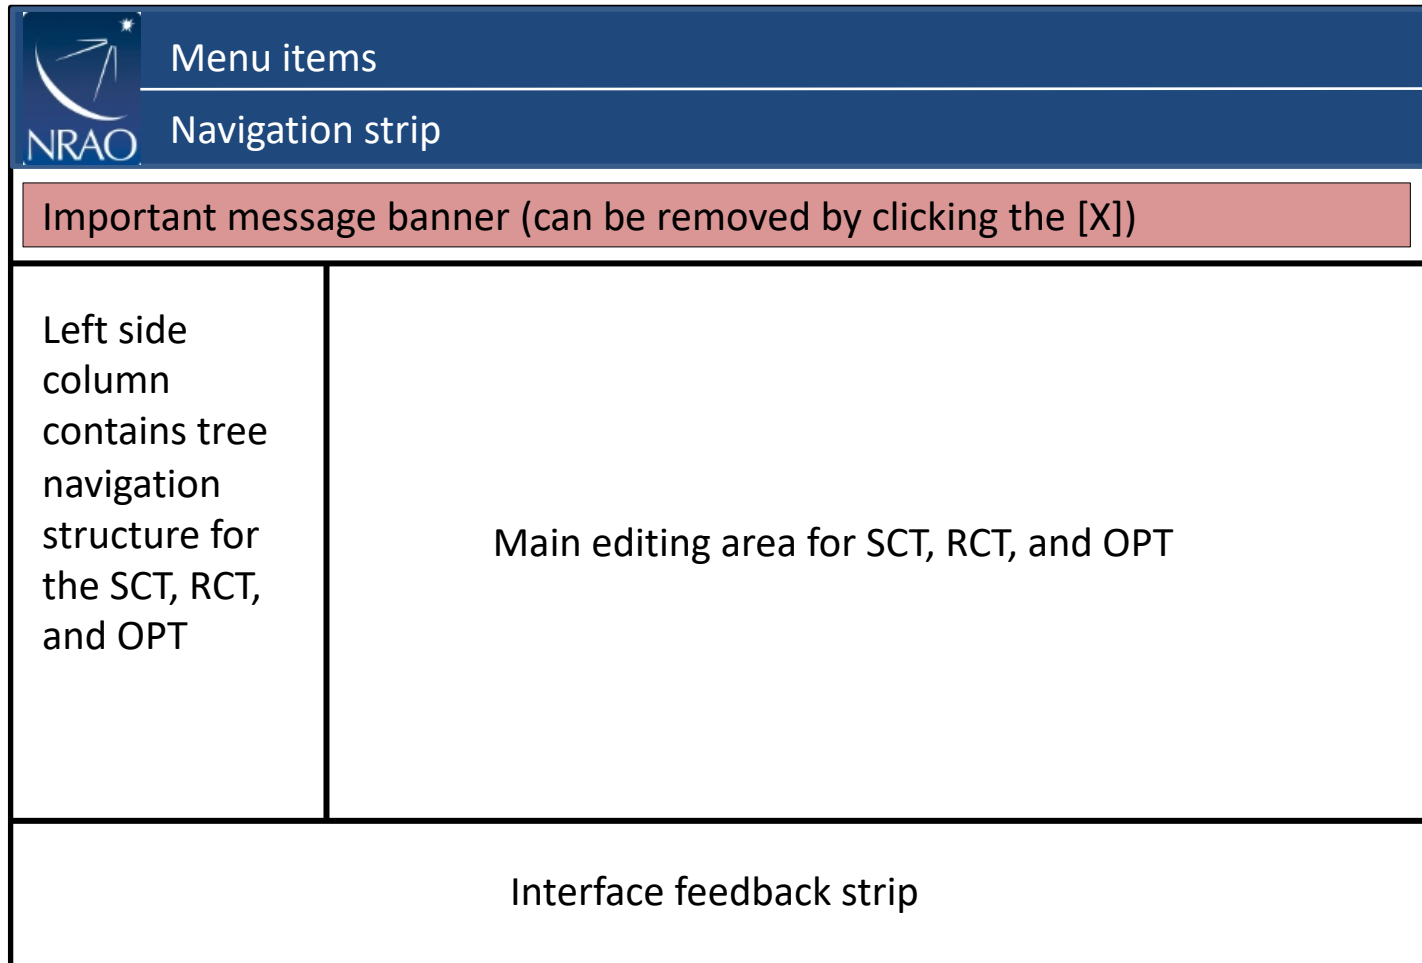 Menu items
NRAO
Navigation strip
Important message banner (can be removed by clicking the [X])
Left side
column
contains tree
navigation
structure for
the SCT, RCT,
and OPT
Main editing area for SCT, RCT, and OPT
Interface feedback strip